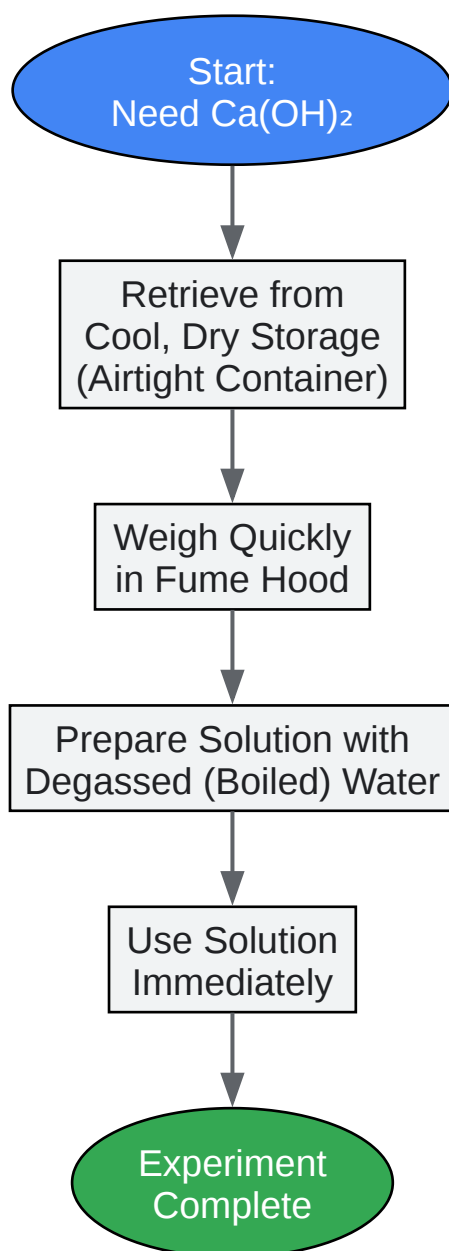 Start:
Need Ca(OH)₂
Retrieve from
Cool, Dry Storage
(Airtight Container)
Weigh Quickly
in Fume Hood
Prepare Solution with
Degassed (Boiled) Water
Use Solution
Immediately
Experiment
Complete